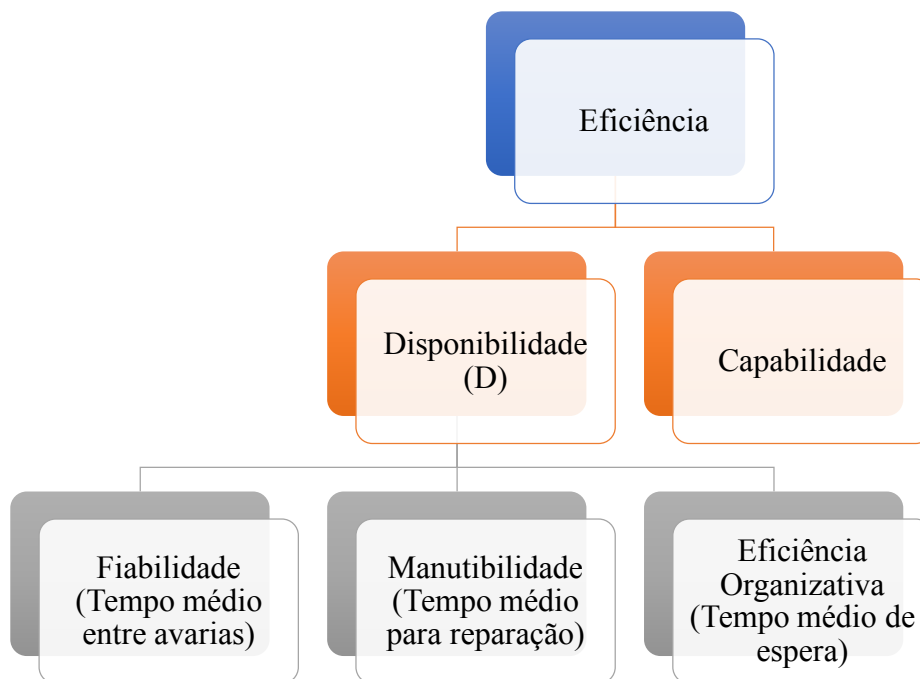 Eficiência
Disponibilidade
(D)
Capabilidade
Fiabilidade
(Tempo médio
entre avarias)
Manutibilidade
(Tempo médio
para reparação)
Eficiência
Organizativa
(Tempo médio de
espera)